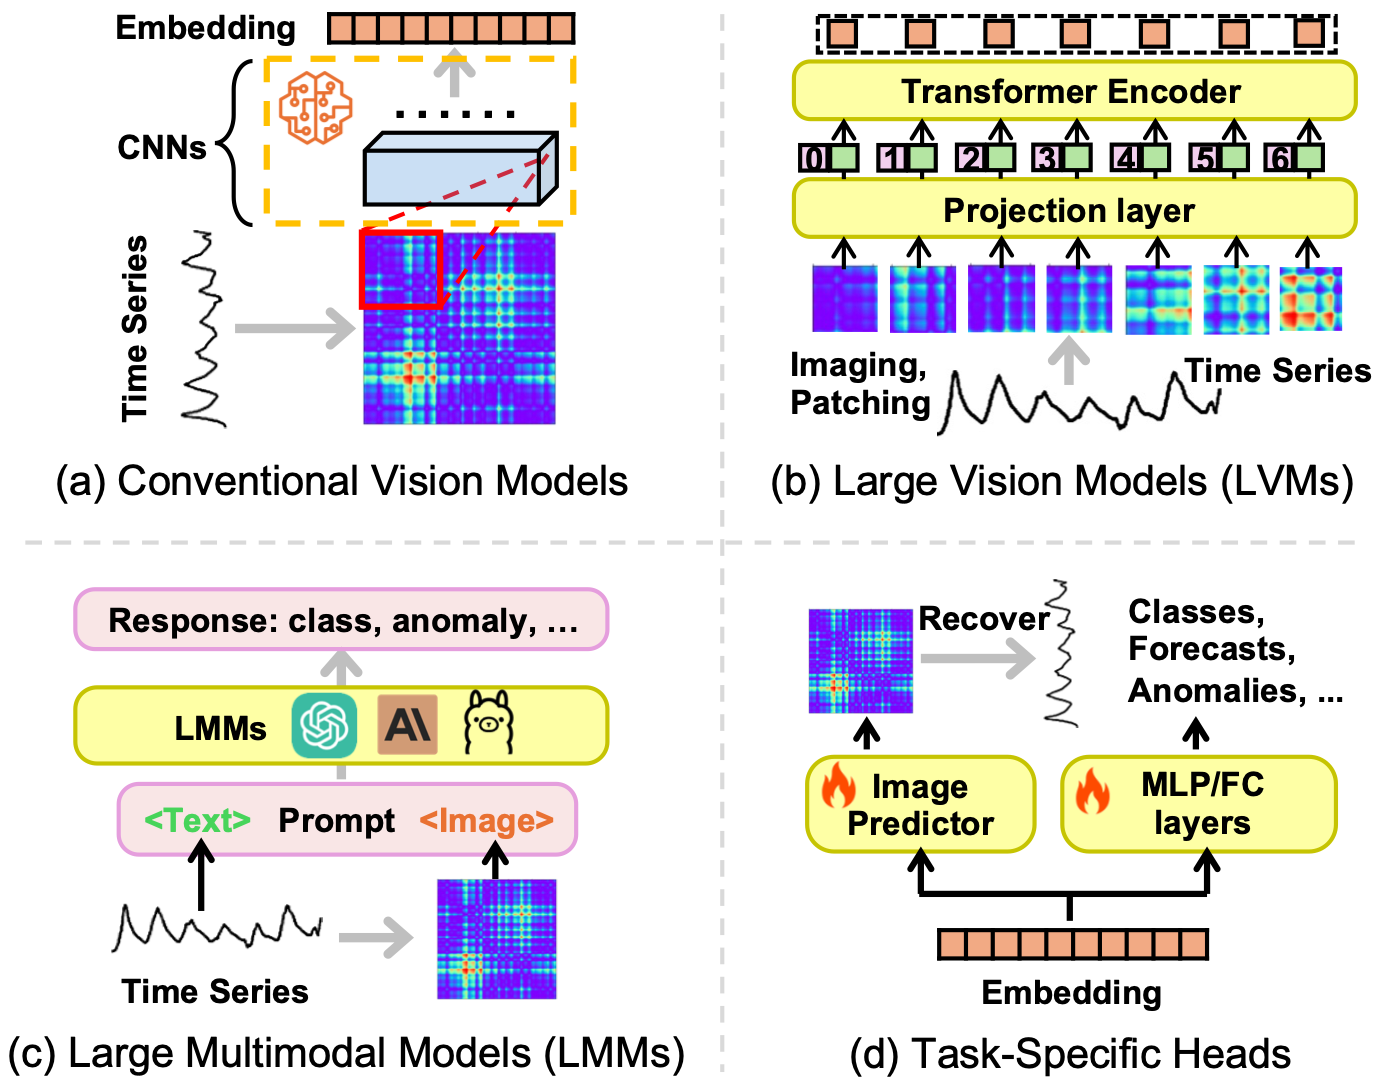 Embedding
CNNs
Time Series
(a) Conventional Vision Models
Transformer Encoder
0 1 2 3 4 5 6
Projection layer
Imaging,
Patching
Time Series
(b) Large Vision Models (LVMs)
Response: class, anomaly, ...
LMMs
AI
<Text> Prompt <Image>
Time Series
(c) Large Multimodal Models (LMMs)
Recover
Classes,
Forecasts,
Anomalies, ...
Image
Predictor
MLP/FC
layers
Embedding
(d) Task-Specific Heads